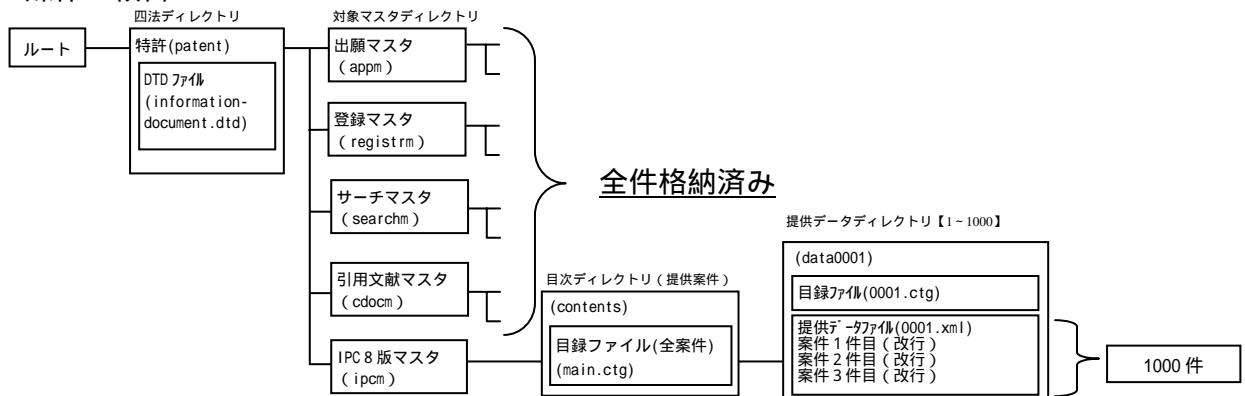 四法ディレクトリ
対象マスタディレクトリ
ルート
特許(patent)
DTD ファイル
(information-
document.dtd)
出願マスタ
(appm)
登録マスタ
(registrm)
サーチマスタ
(searchm)
引用文献マスタ
(cdocm)
IPC8版マスタ
(ipcm)
全件格納済み
目次ディレクトリ(提供案件)
(contents)
目録ファイル(全案件)
(main.ctg)
提供データディレクトリ【1~1000】
(data0001)
目録ファイル(0001.ctg)
提供データファイル(0001.xml)
案件1件目(改行)
案件2件目(改行)
案件3件目(改行)
1000 件